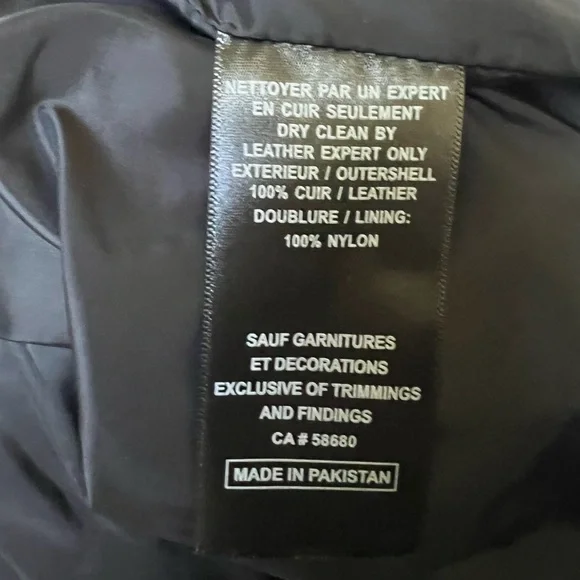 NETTOYER PAR UN EXPERT
EN CUIR SEULEMENT
DRY CLEAN BY
LEATHER EXPERT ONLY
EXTERIEUR / OUTERSHELL
100% CUIR / LEATHER
DOUBLURE / LINING:
100% NYLON
SAUF GARNITURES
ET DECORATIONS
EXCLUSIVE OF TRIMMINGS
AND FINDINGS
CA # 58680
MADE IN PAKISTAN